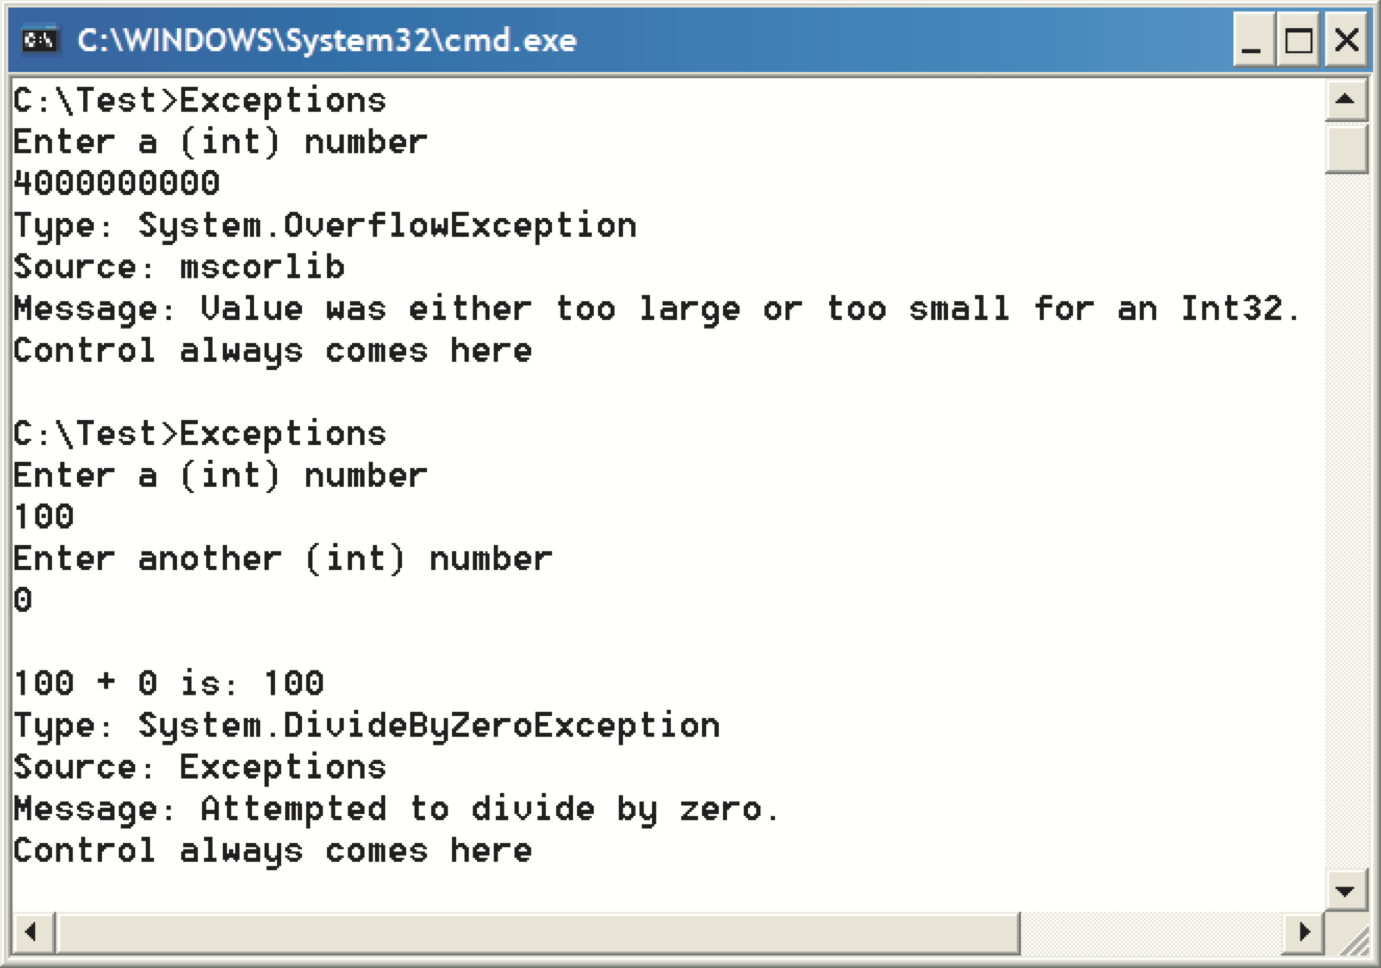 C:\WINDOWS\System32\cmd.exe
C:\Test>Exceptions
Enter a (int) number
4000000000
Type: System.OverflowException
Source: mscorlib
Message: Value was either too large or too small for an Int32.
Control always comes here
C:\Test>Exceptions
Enter a (int) number
100
Enter another (int) number
0
100 + 0 is: 100
Type: System.DivideByZeroException
Source: Exceptions
Message: Attempted to divide by zero.
Control always comes here